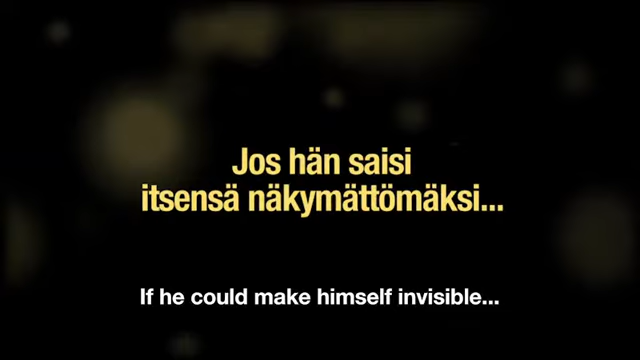 Jos hän saisi
itsensä näkymättömäksi...
If he could make himself invisible...